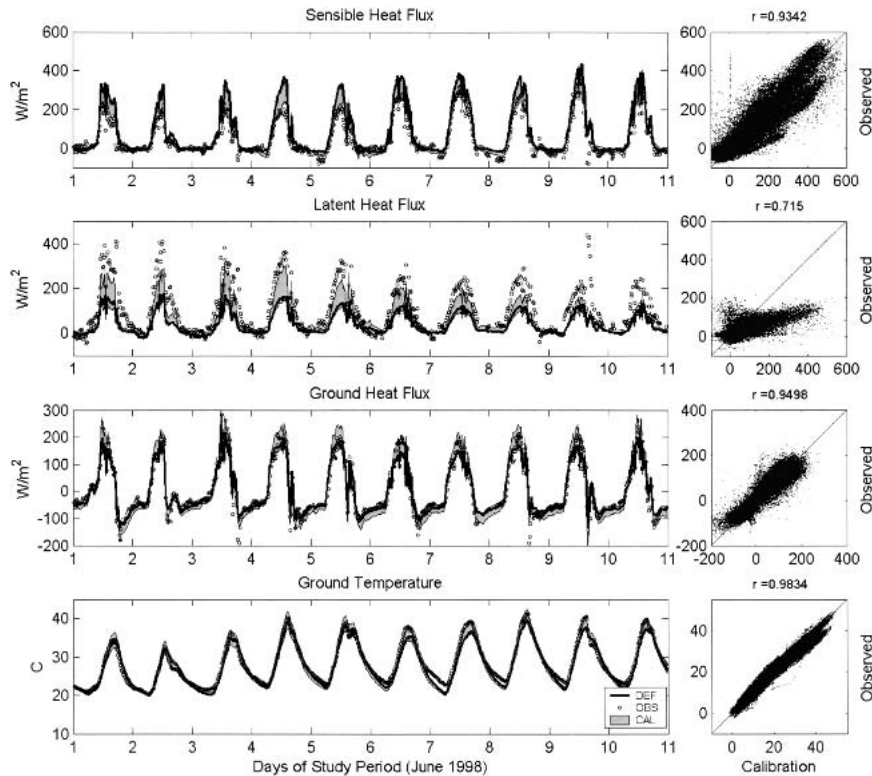 Sensible Heat Flux
r =0.9342
600
400
200
0
W/m²
1 2 3 4 5 6 7 8 9 10 11
600
400
200
0
0 200 400 600
Observed
Latent Heat Flux
r =0.715
400
200
0
W/m²
1 2 3 4 5 6 7 8 9 10 11
600
400
200
0
0 200 400 600
Observed
Ground Heat Flux
r =0.9498
300
200
100
0
-100
-200
W/m²
1 2 3 4 5 6 7 8 9 10 11
400
200
0
-200
-200 0 200 400
Observed
Ground Temperature
r =0.9834
40
30
20
10
C
DEF
OBS
CAL
1 2 3 4 5 6 7 8 9 10 11
Days of Study Period (June 1998)
40
20
0
0 20 40
Observed
Calibration